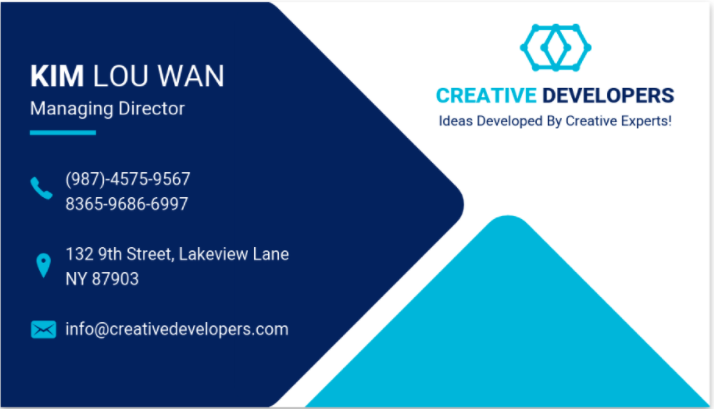 KIM LOU WAN
Managing Director
(987)-4575-9567
8365-9686-6997
132 9th Street, Lakeview Lane
NY 87903
info@creativedevelopers.com
CREATIVE DEVELOPERS
Ideas Developed By Creative Experts!